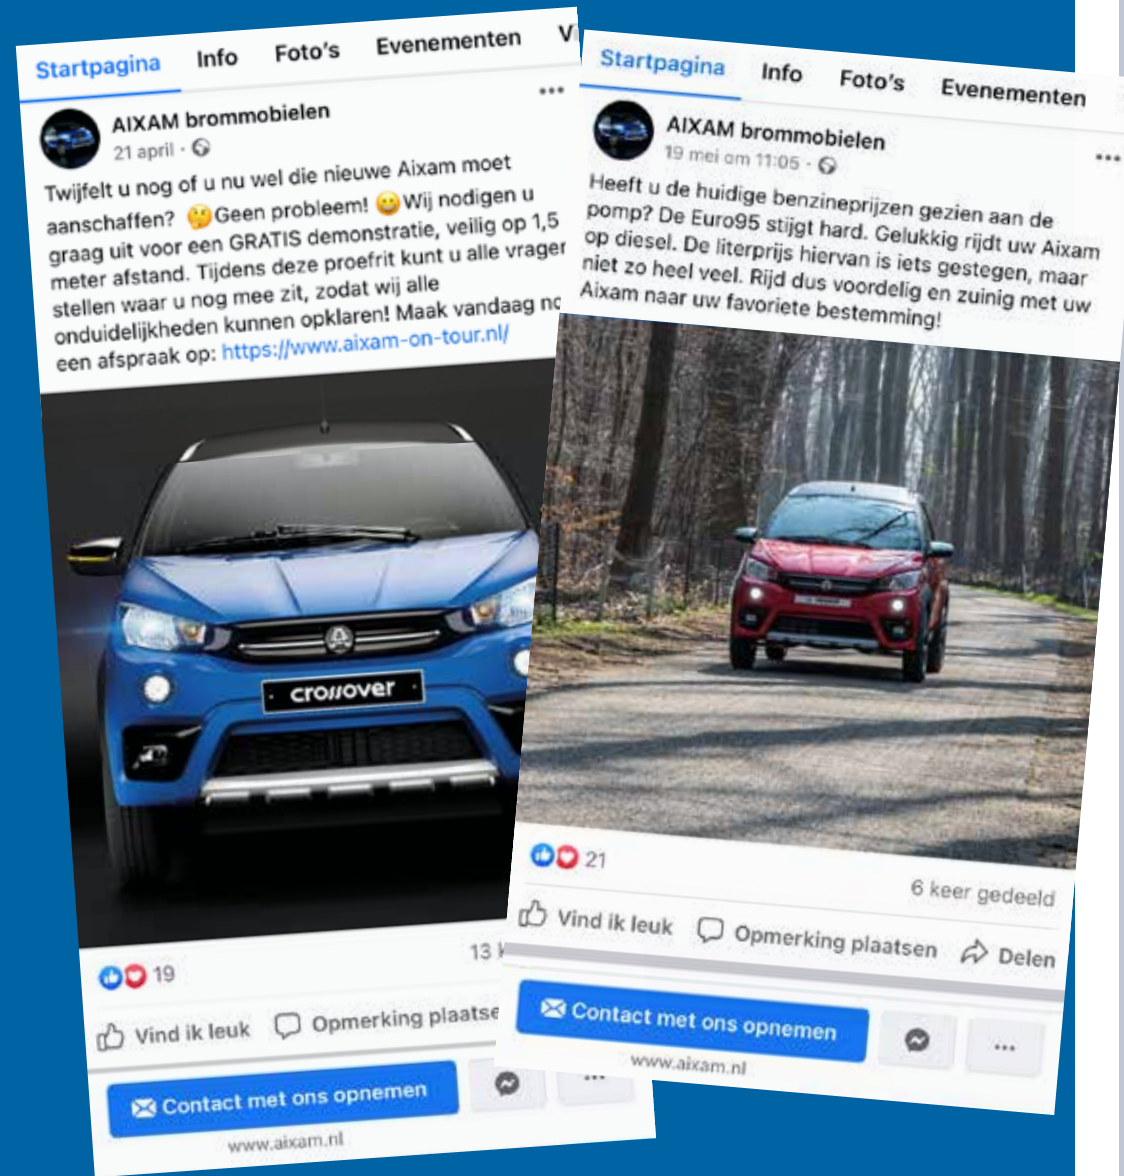 Startpagina Info Foto's Evenementen
AIXAM brommobielen
21 april ·
Twijfelt u nog of u nu wel die nieuwe Aixam moet
aanschaffen? 🤔Geen probleem! 😀Wij nodigen u
graag uit voor een GRATIS demonstratie, veilig op 1,5
meter afstand. Tijdens deze proefrit kunt u alle vragen
stellen waar u nog mee zit, zodat wij alle
onduidelijkheden kunnen opklaren! Maak vandaag no
een afspraak op: https://www.aixam-on-tour.nl/
crossover
19 13
Vind ik leuk Opmerking plaatse
Contact met ons opnemen
www.aixam.nl
Startpagina Info Foto's Evenementen
AIXAM brommobielen
19 mei om 11:05 ·
Heeft u de huidige benzineprijzen gezien aan de
pomp? De Euro95 stijgt hard. Gelukkig rijdt uw Aixam
op diesel. De literprijs hiervan is iets gestegen, maar
niet zo heel veel. Rijd dus voordelig en zuinig met uw
Aixam naar uw favoriete bestemming!
21
6 keer gedeeld
Vind ik leuk Opmerking plaatsen Delen
Contact met ons opnemen
www.aixam.nl